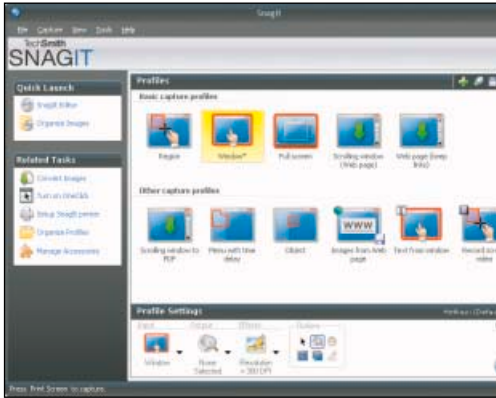 SnagIt
File Capture View Tools Help
TechSmith
SNAGIT
Quick Launch
SnagIt Editor
Organize Images
Related Tasks
Convert Images
Turn on OneClick
Setup SnagIt printer
Organize Profiles
Manage Accessories
Profiles
Basic capture profiles
Region
Window*
Full screen
Scrolling window
(Web page)
Web page (keep
links)
Other capture profiles
Scrolling window to
PDF
Menu with time
delay
Object
WWW
Images from Web
page
Text from window
Record
video
Profile Settings
Input
Output
Effects
Options
Window
None
Selected
Resolution
= 300 DPI
Press Print Screen to capture.